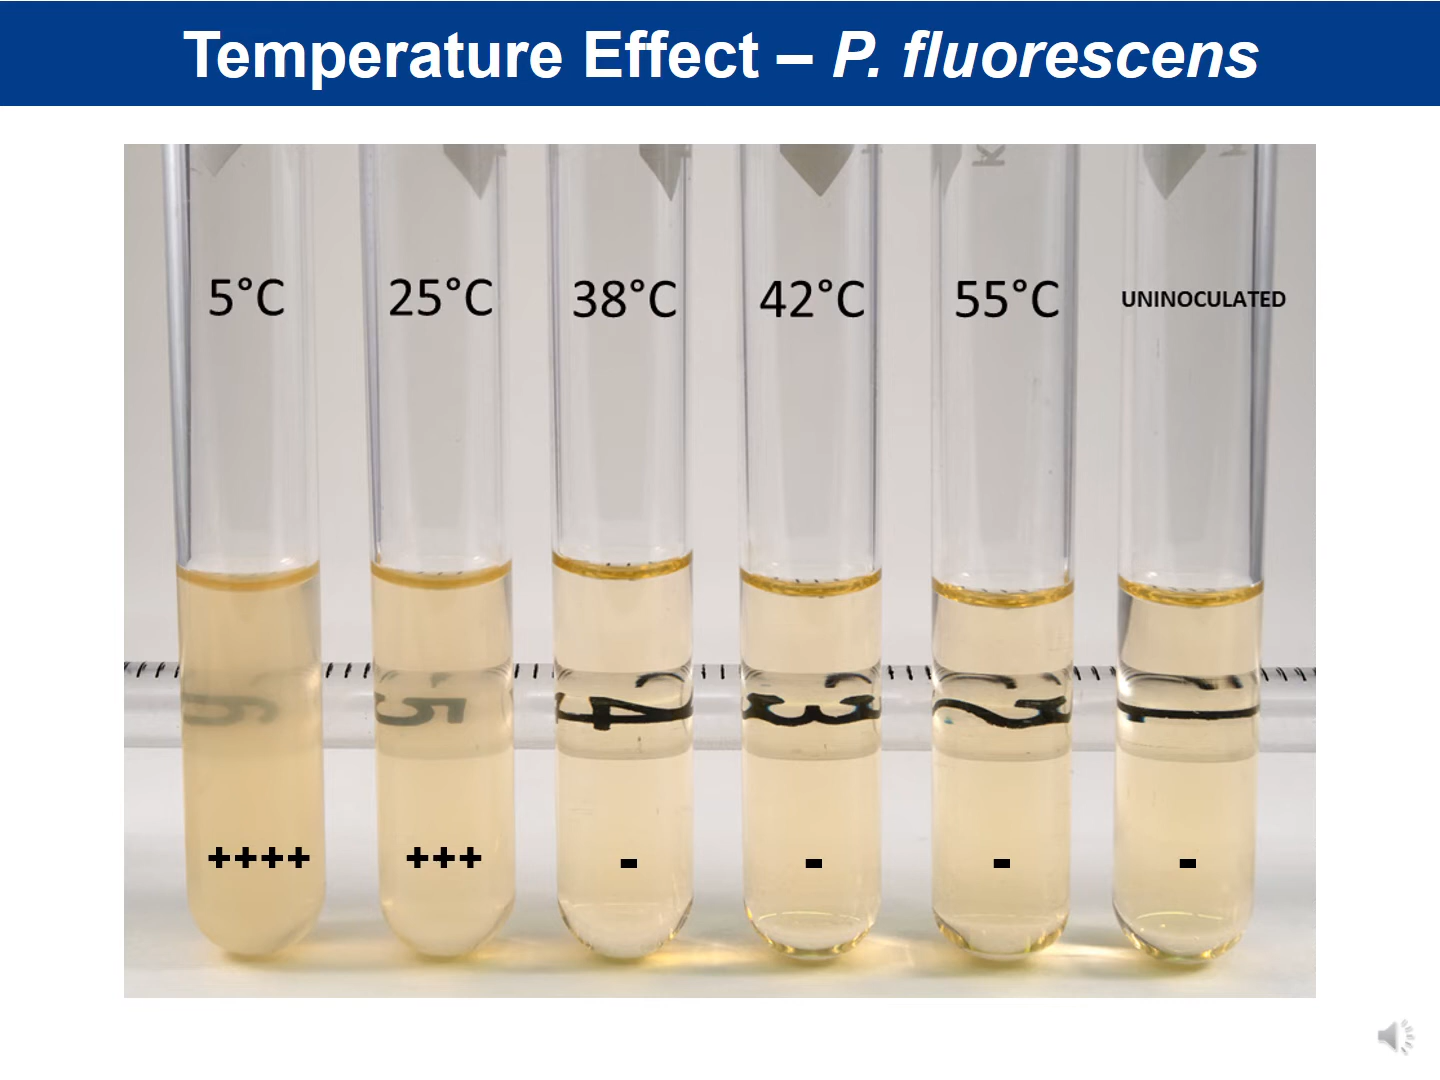 Temperature Effect – P. fluorescens
5°C 25°C 38°C 42°C 55°C UNINOCULATED
6 5 4 3 2 1
++++ +++ - - - -